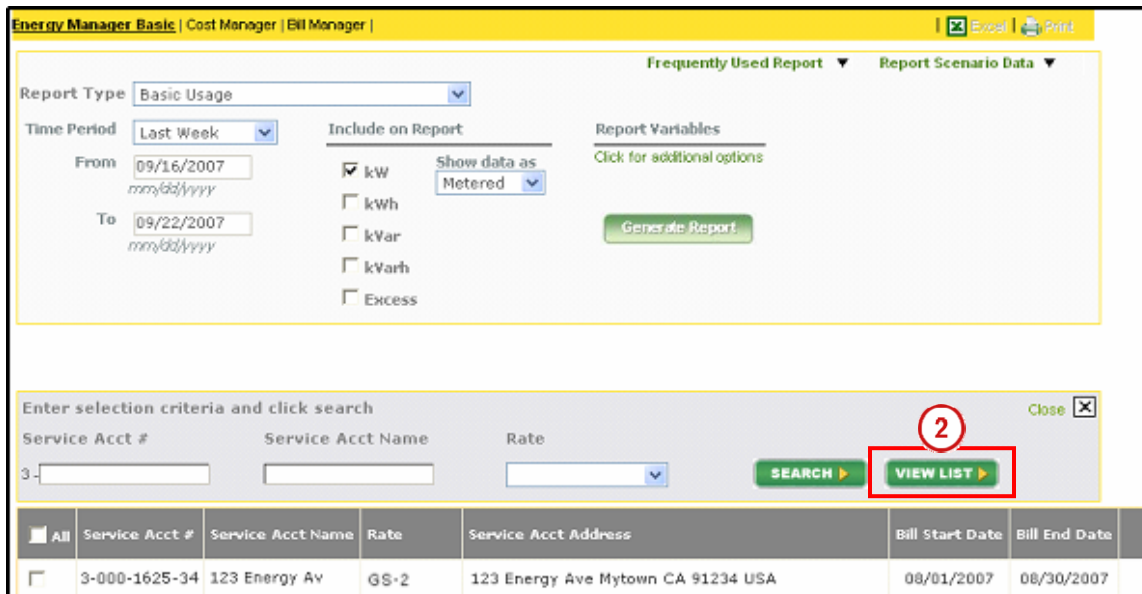 Energy Manager Basic | Cost Manager | Bill Manager | | Excel | Print
Frequently Used Report ▼ Report Scenario Data ▼
Report Type Basic Usage
Time Period Last Week Include on Report Report Variables
From 09/16/2007 kW Show data as Click for additional options
mm/dd/yyyy Metered
kWh
To 09/22/2007 kVar Generate Report
mm/dd/yyyy
kVarh
Excess
Enter selection criteria and click search Close X
Service Acct # Service Acct Name Rate 2
3 - SEARCH VIEW LIST
All Service Acct # Service Acct Name Rate Service Acct Address Bill Start Date Bill End Date
3-000-1625-34 123 Energy Av GS-2 123 Energy Ave Mytown CA 91234 USA 08/01/2007 08/30/2007